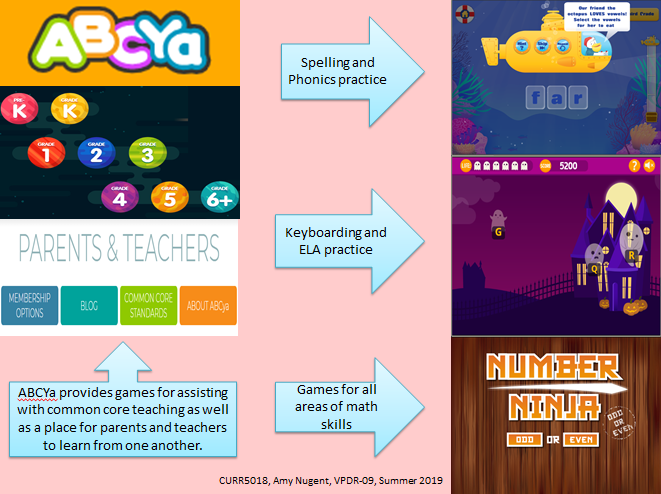 ABCYa
PRE-
K
GRADE
K
GRADE
1
GRADE
2
GRADE
3
GRADE
4
GRADE
5
GRADE
6+
PARENTS & TEACHERS
MEMBERSHIP
OPTIONS
BLOG
COMMON CORE
STANDARDS
ABOUT ABCya
ABCYa provides games for assisting
with common core teaching as well
as a place for parents and teachers
to learn from one another.
Spelling and
Phonics practice
Keyboarding and
ELA practice
Games for all
areas of math
skills
Our friend the
octopus LOVES vowels!
Select the vowels
for her to eat
far
5200
?
G
Q
R
NUMBER
NINJA
ODD OR EVEN
ODD
OR
EVEN
CURR5018, Amy Nugent, VPDR-09, Summer 2019